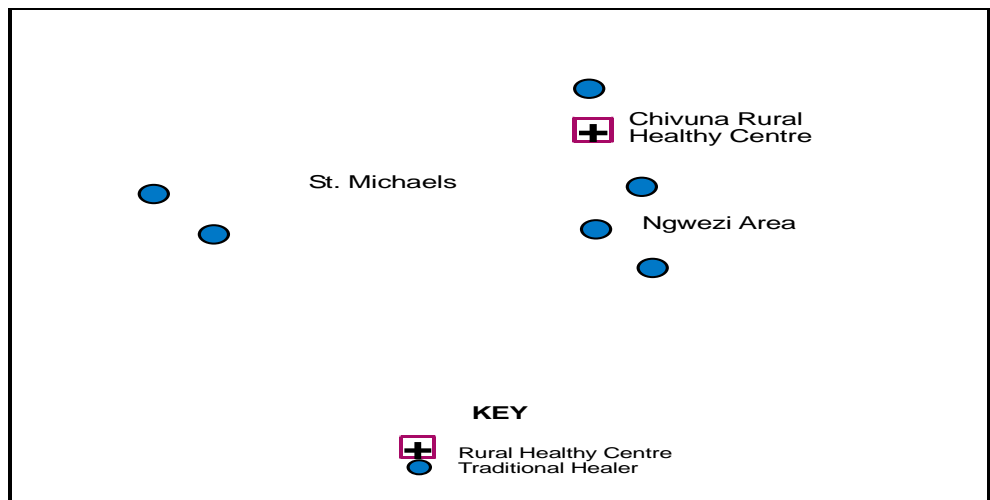 Chivuna Rural
Healthy Centre
St. Michaels
Ngwezi Area
KEY
Rural Healthy Centre
Traditional Healer